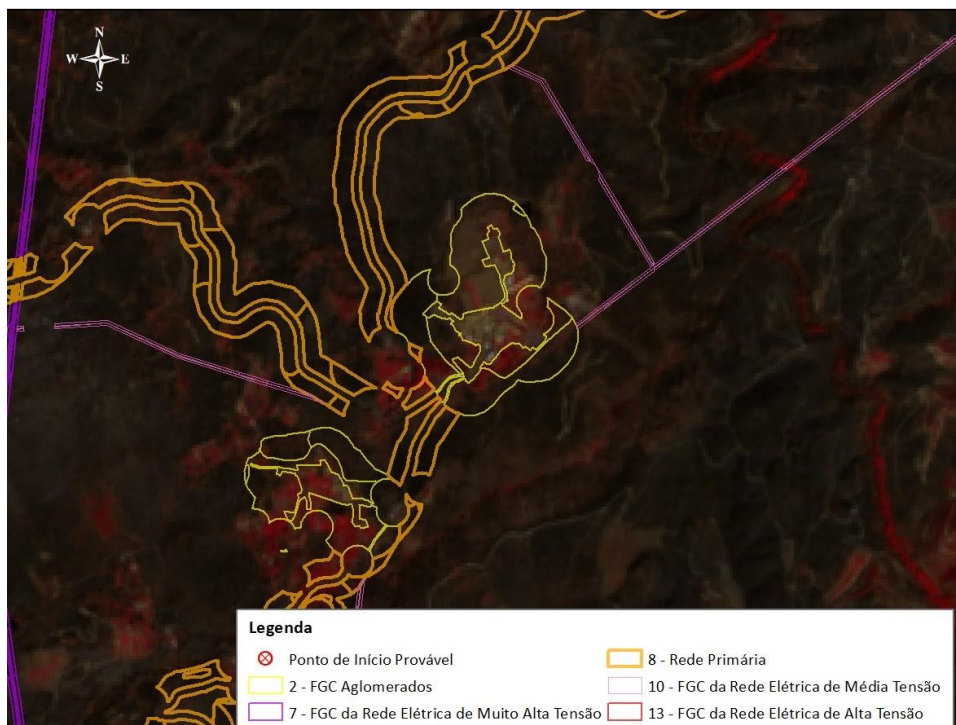 N
W E
S
Legenda
Ponto de Início Provável
8 - Rede Primária
2 - FGC Aglomerados
10 - FGC da Rede Elétrica de Média Tensão
7 - FGC da Rede Elétrica de Muito Alta Tensão
13 - FGC da Rede Elétrica de Alta Tensão